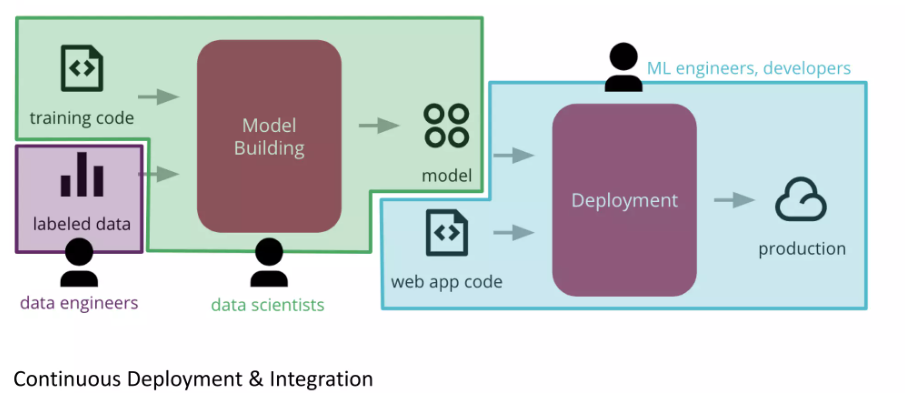 training code
labeled data
data engineers
Model
Building
model
data scientists
ML engineers, developers
web app code
Deployment
production
Continuous Deployment & Integration